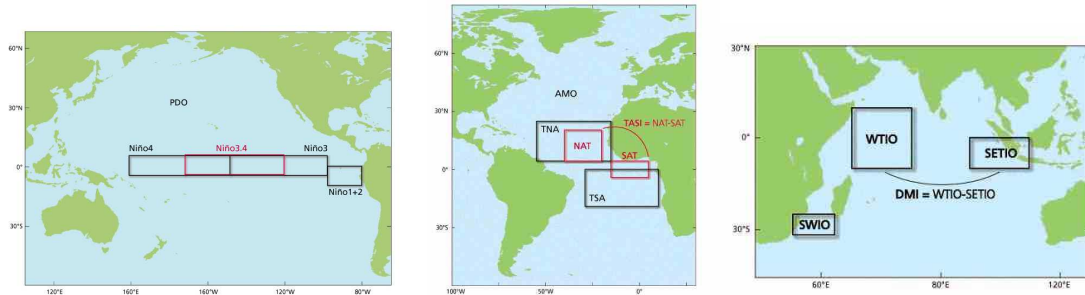 60°N
30°N
0°
30°S
120°E
160°E
160°W
120°W
80°W
PDO
Niño4
Niño3.4
Niño3
Niño1+2
60°N
30°N
0°
30°S
100°W
50°W
0°
AMO
TNA
TASI = NAT-SAT
NAT
SAT
TSA
30°N
0°
30°S
60°E
80°E
120°E
WTIO
SETIO
DMI = WTIO-SETIO
SWIO